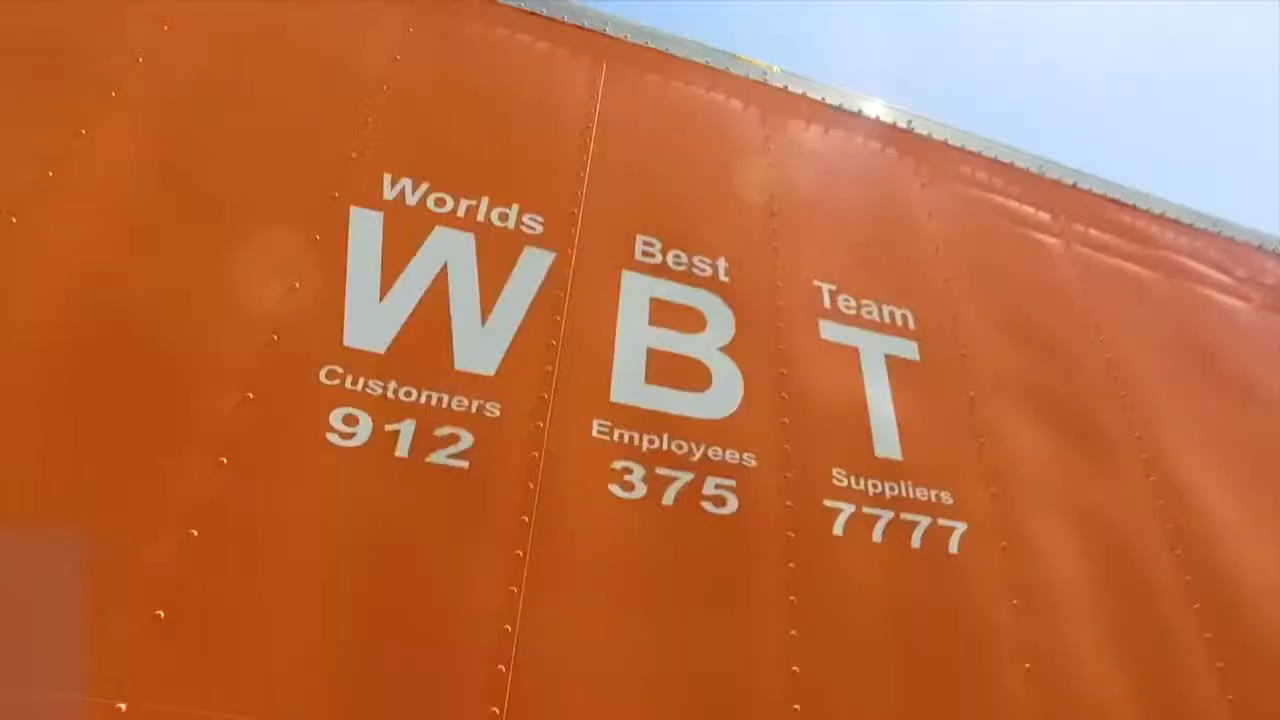 Worlds
W
Customers
912
Best
B
Employees
375
Team
T
Suppliers
7777